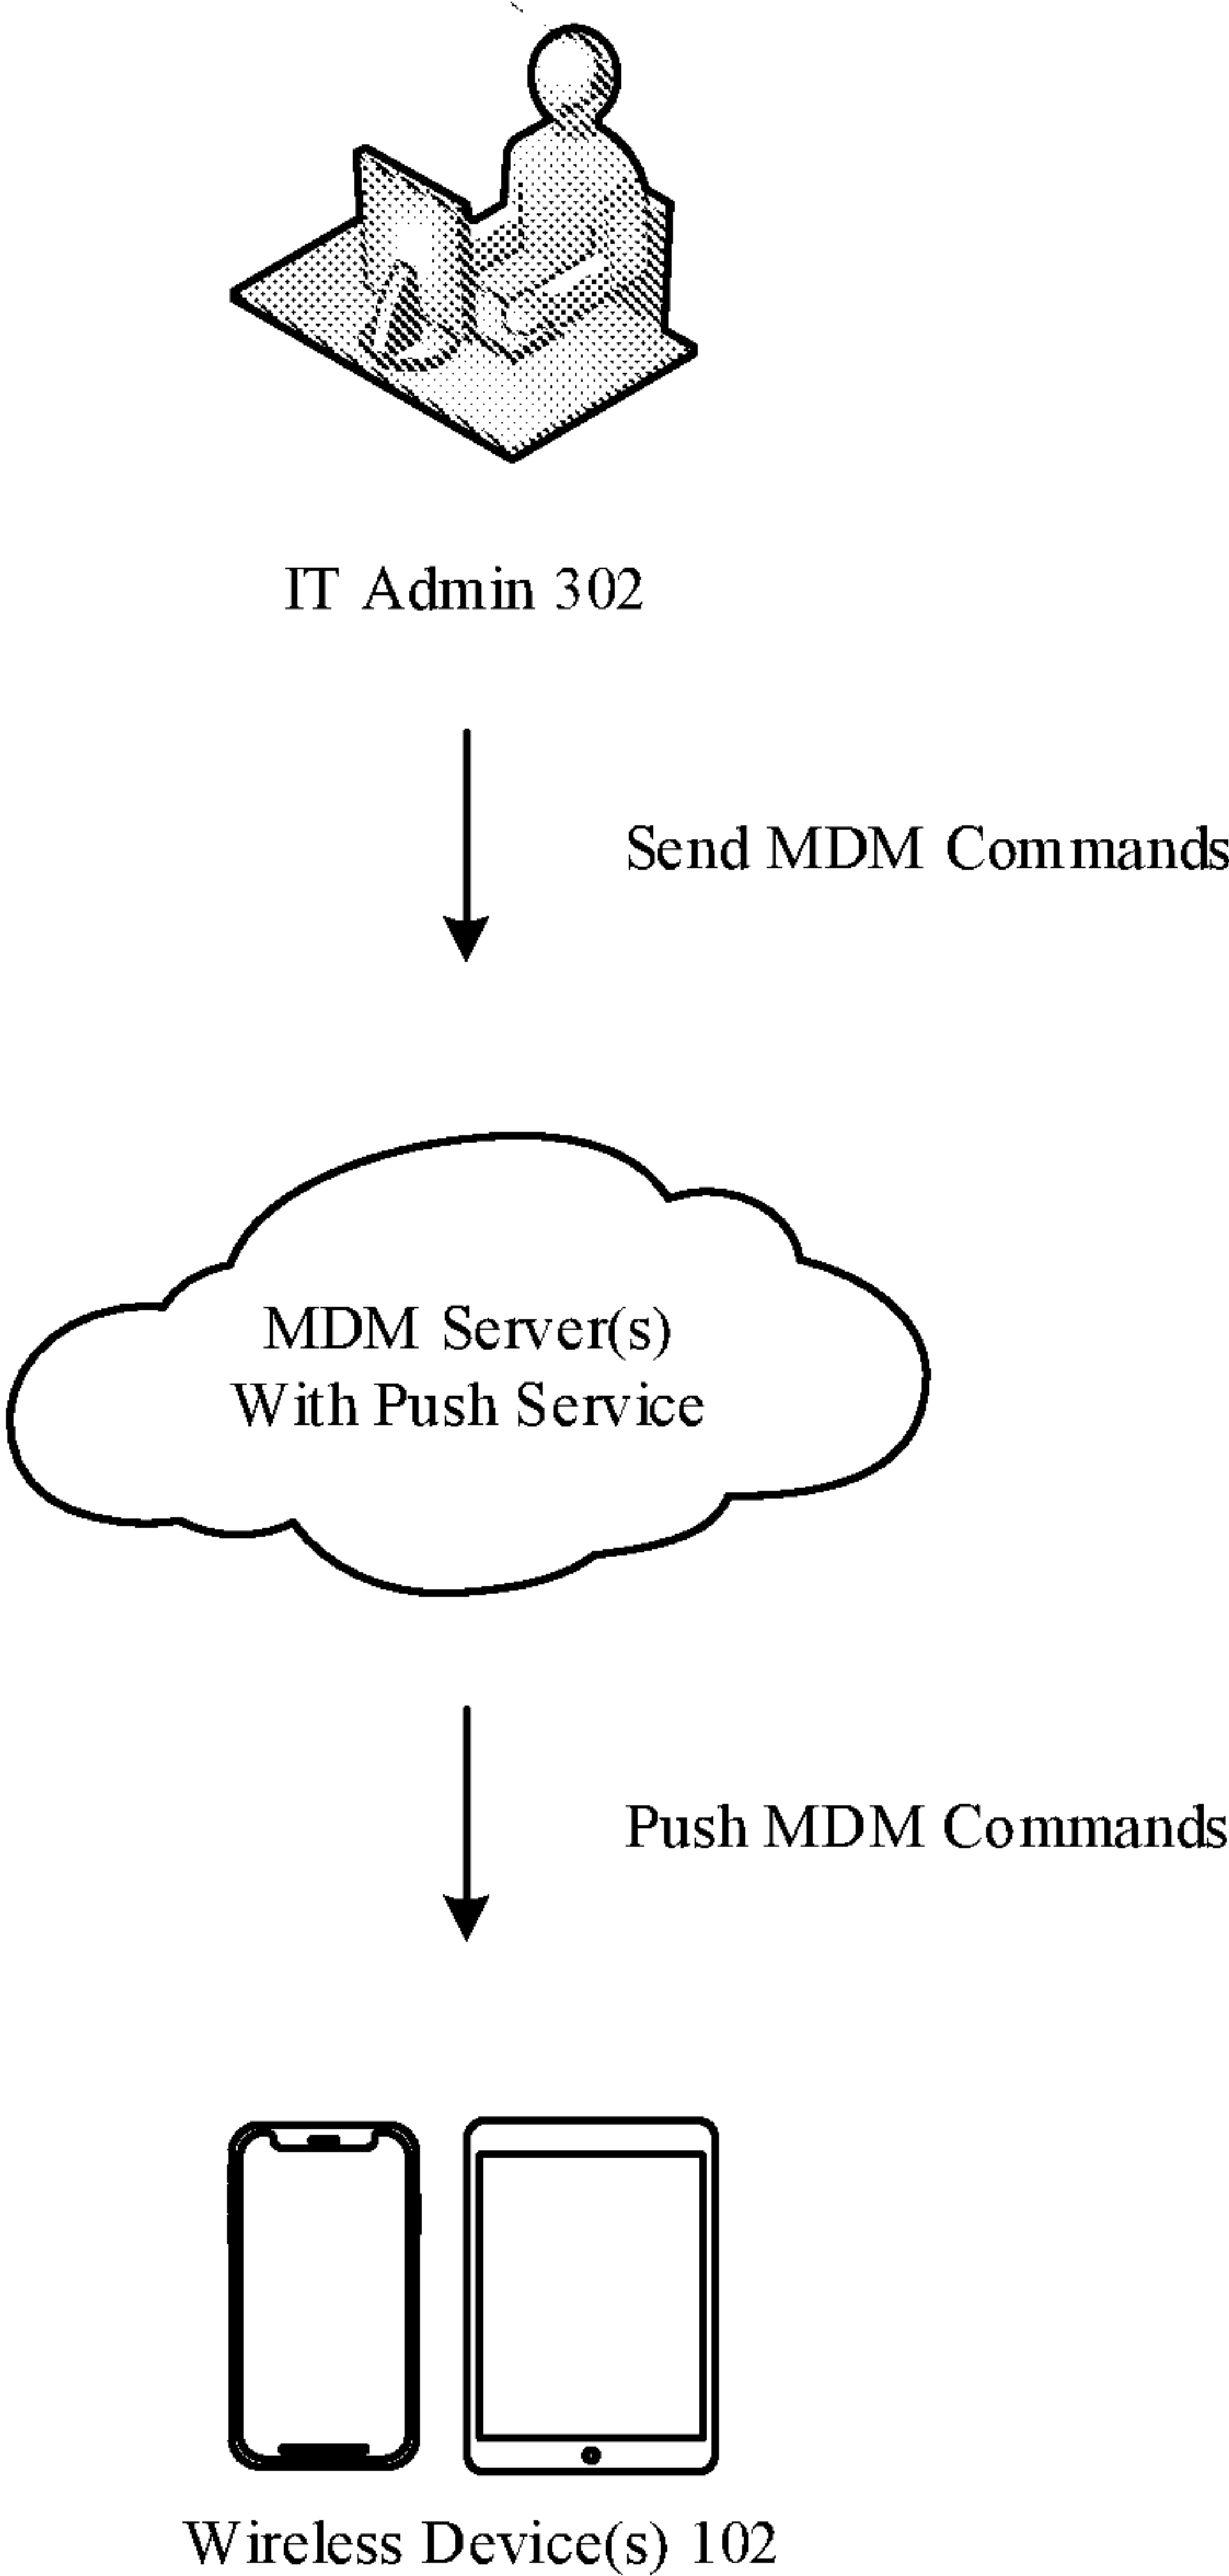 IT Admin 302
Send MDM Commands
MDM Server(s)
With Push Service
Push MDM Commands
Wireless Device(s) 102